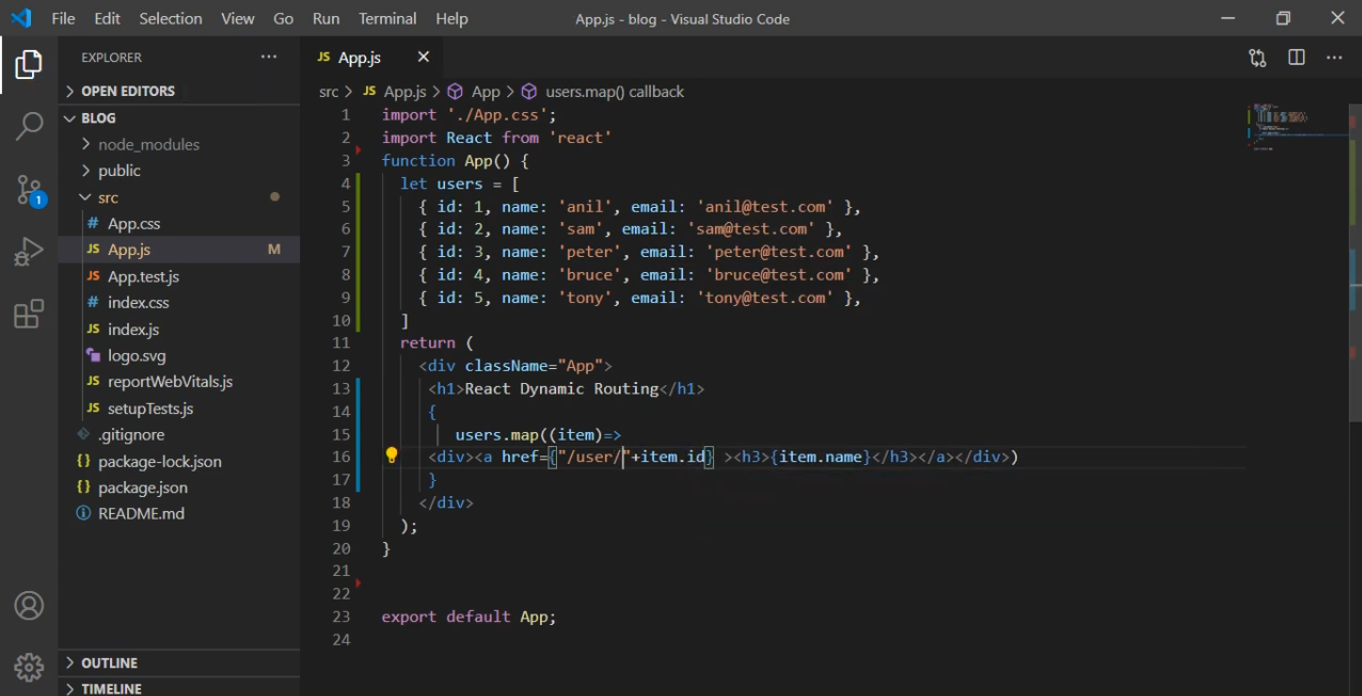 File Edit Selection View Go Run Terminal Help App.js - blog - Visual Studio Code
EXPLORER
OPEN EDITORS
BLOG
node_modules
public
src
# App.css
JS App.js M
JS App.test.js
# index.css
JS index.js
logo.svg
JS reportWebVitals.js
JS setupTests.js
.gitignore
{} package-lock.json
{} package.json
README.md
OUTLINE
TIMELINE
1
JS App.js
src > JS App.js > App > users.map() callback
1 import './App.css';
2 import React from 'react'
3 function App() {
4 let users = [
5 { id: 1, name: 'anil', email: 'anil@test.com' },
6 { id: 2, name: 'sam', email: 'sam@test.com' },
7 { id: 3, name: 'peter', email: 'peter@test.com' },
8 { id: 4, name: 'bruce', email: 'bruce@test.com' },
9 { id: 5, name: 'tony', email: 'tony@test.com' },
10 ]
11 return (
12 <div className="App">
13 <h1>React Dynamic Routing</h1>
14 {
15 users.map((item)=>
16 <div><a href={"/user/"+item.id} ><h3>{item.name}</h3></a></div>)
17 }
18 </div>
19 );
20 }
21
22
23 export default App;
24